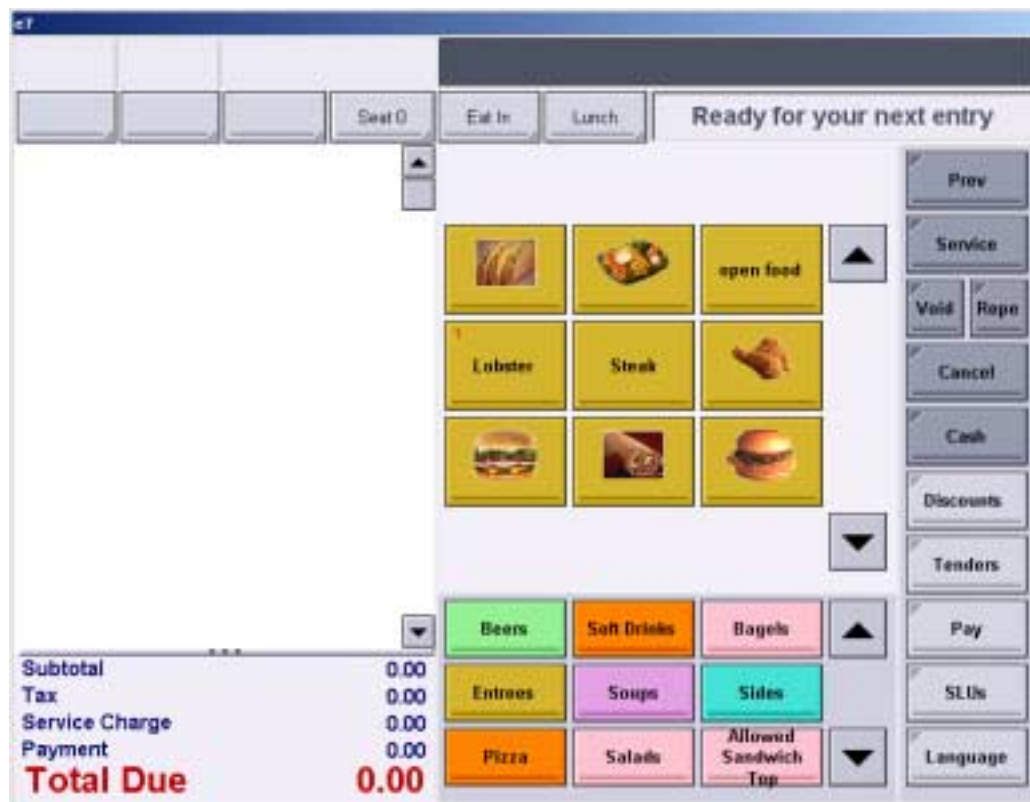 e7
Seat 0
Eat In
Lunch
Ready for your next entry
Prev
open food
Service
Void
Repe
1
Lobster
Steak
Cancel
Cash
Discounts
Tenders
Beers
Soft Drinks
Bagels
Pay
Subtotal 0.00
Tax 0.00
Service Charge 0.00
Payment 0.00
Total Due 0.00
Entrees
Soups
Sides
SLUs
Pizza
Salads
Allowed
Sandwich
Top
Language